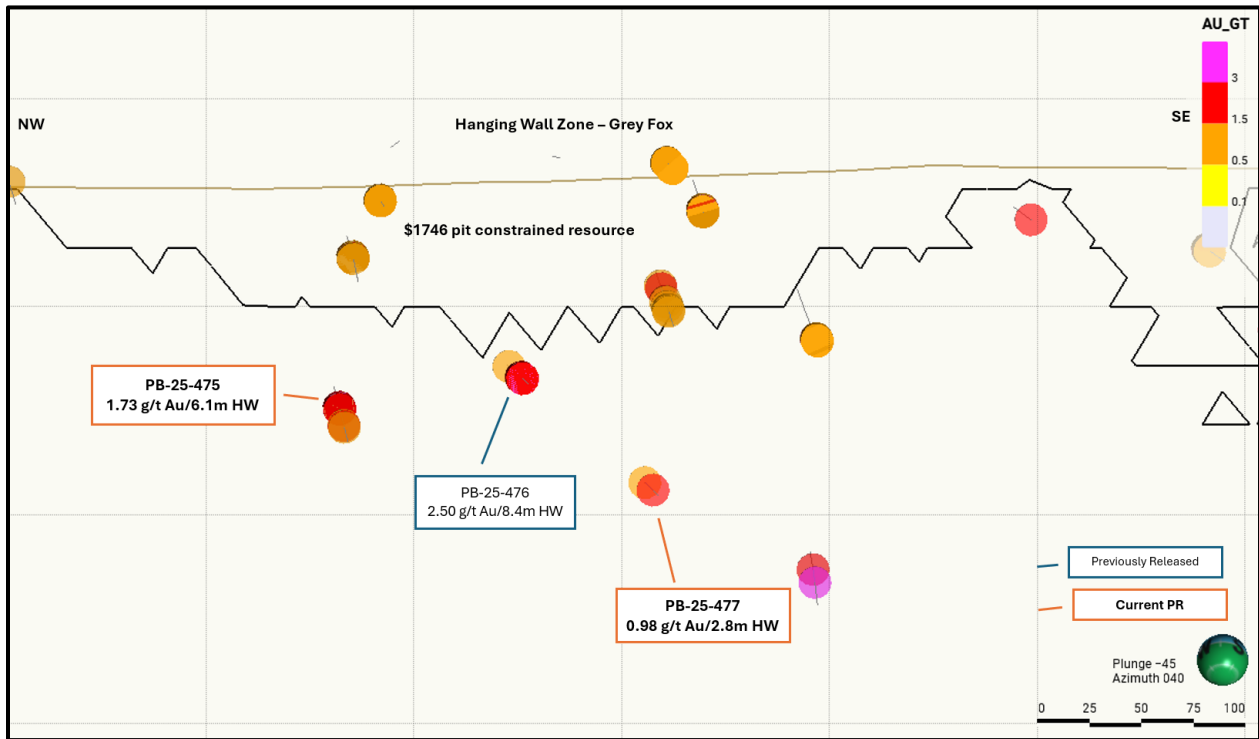 AU_GT
3
1.5
0.5
0.1
NW
Hanging Wall Zone – Grey Fox
SE
$1746 pit constrained resource
PB-25-475
1.73 g/t Au/6.1m HW
PB-25-476
2.50 g/t Au/8.4m HW
PB-25-477
0.98 g/t Au/2.8m HW
Previously Released
Current PR
Plunge −45
Azimuth 040
0 25 50 75 100